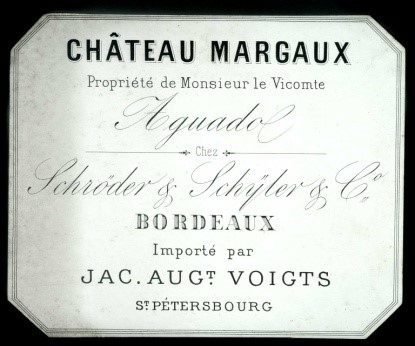 CHÂTEAU MARGAUX
Propriété de Monsieur le Vicomte
Aguado
Chez
Schröder & Schÿler & Cº
BORDEAUX
Importé par
JAC. AUGT. VOIGTS
ST. PÉTERSBOURG